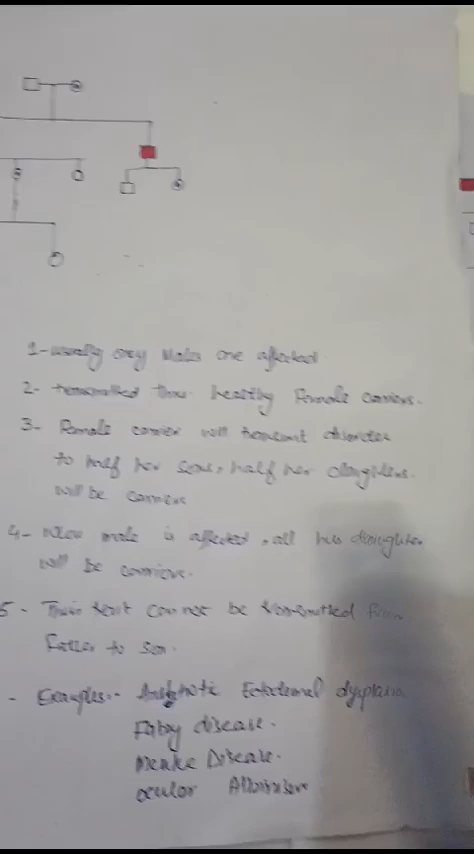 1- usually only Males are affected.
2- transmitted thru healthy Female carriers.
3- Female carrier will transmit disorder
to half her sons, half her daughters
will be carriers
4- When male is affected, all his daughter
will be carriers.
5- trait can not be transmitted from
Father to son.
- Examples:- Ectodermal dysplasia
Fabry disease.
Menke Disease.
ocular Albinism